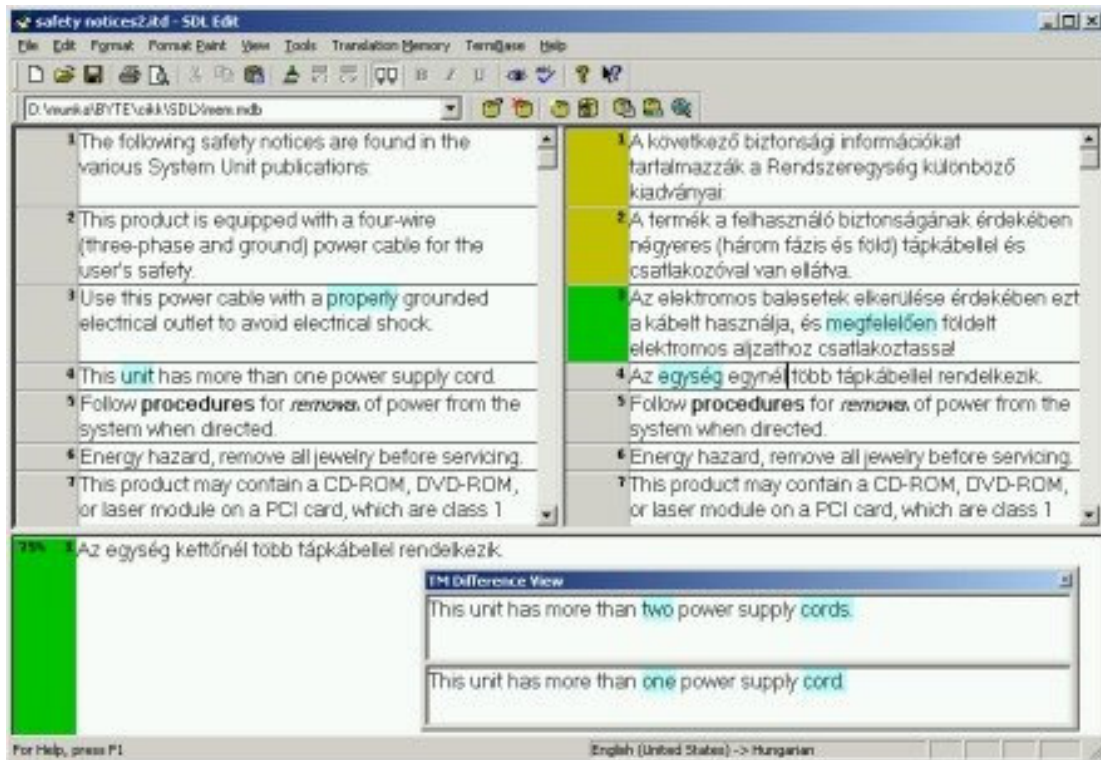 safety notices2.itd - SDL Edit
File Edit Format Format Paint View Tools Translation Memory TermBase Help
B I U
D:\munka\BYTE\cikk\SDLX\mem.mdb
1 The following safety notices are found in the
various System Unit publications:
2 This product is equipped with a four-wire
(three-phase and ground) power cable for the
user's safety.
3 Use this power cable with a properly grounded
electrical outlet to avoid electrical shock.
4 This unit has more than one power supply cord.
5 Follow procedures for removal of power from the
system when directed.
6 Energy hazard, remove all jewelry before servicing.
7 This product may contain a CD-ROM, DVD-ROM,
or laser module on a PCI card, which are class 1
1 A következő biztonsági információkat
tartalmazzák a Rendszeregység különböző
kiadványai:
2 A termék a felhasználó biztonságának érdekében
négyeres (három fázis és föld) tápkábellel és
csatlakozóval van ellátva.
3 Az elektromos balesetek elkerülése érdekében ezt
a kábelt használja, és megfelelően földelt
elektromos aljzathoz csatlakoztassa!
4 Az egység egynél több tápkábellel rendelkezik.
5 Follow procedures for removal of power from the
system when directed.
6 Energy hazard, remove all jewelry before servicing.
7 This product may contain a CD-ROM, DVD-ROM,
or laser module on a PCI card, which are class 1
75% 1 Az egység kettőnél több tápkábellel rendelkezik.
TM Difference View
This unit has more than two power supply cords.
This unit has more than one power supply cord.
For Help, press F1
English (United States) -> Hungarian